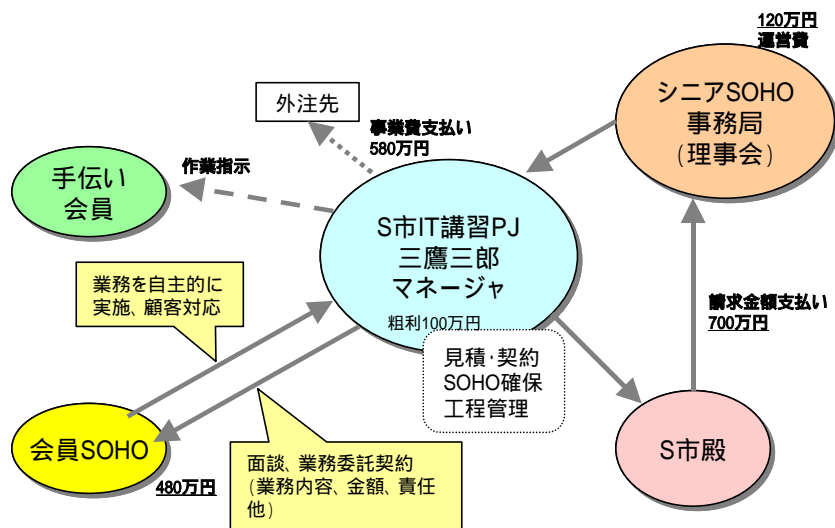 120万円
運営費
シニアSOHO
事務局
(理事会)
外注先
事業費支払い
580万円
作業指示
手伝い
会員
S市IT講習PJ
三鷹三郎
マネージャ
粗利100万円
業務を自主的に
実施、顧客対応
請求金額支払い
700万円
見積・契約
SOHO確保
工程管理
会員SOHO
480万円
面談、業務委託契約
(業務内容、金額、責任
他)
S市殿